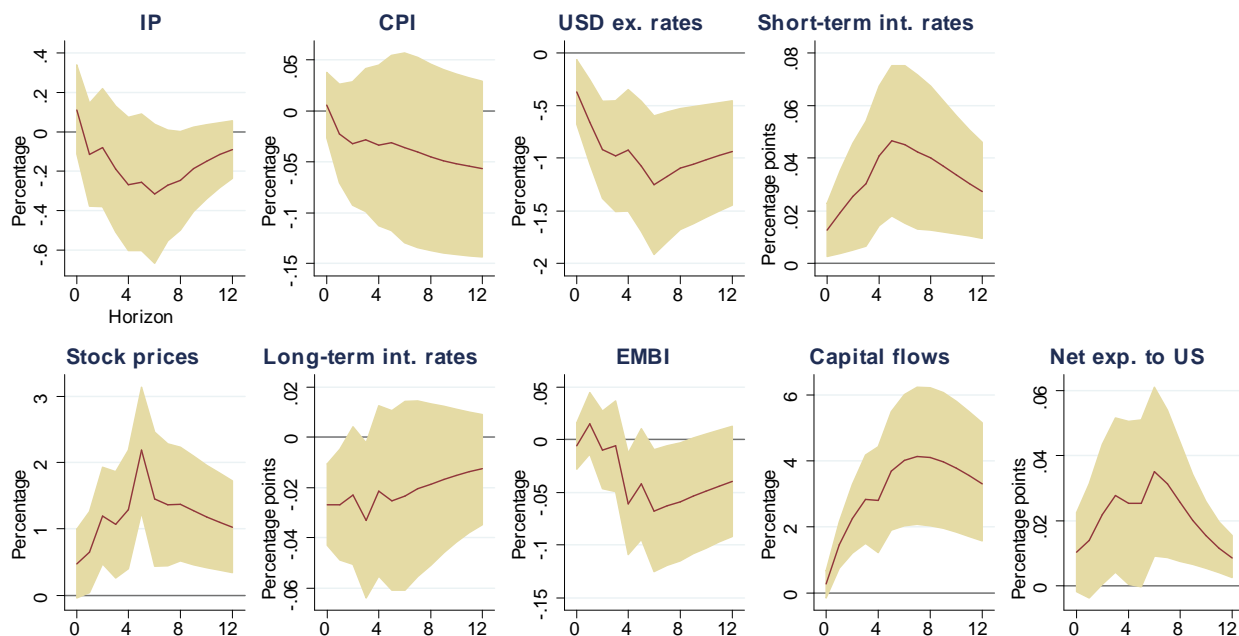 IP
CPI
USD ex. rates
Short-term int. rates
Percentage
.4
.2
0
-.2
-.4
-.6
0 4 8 12
Horizon
Percentage
.05
0
-.05
-.1
-.15
0 4 8 12
Percentage
0
-.5
-1
-1.5
-2
0 4 8 12
Percentage points
.08
.06
.04
.02
0
0 4 8 12
Stock prices
Long-term int. rates
EMBI
Capital flows
Net exp. to US
Percentage
3
2
1
0
0 4 8 12
Percentage points
.02
0
-.02
-.04
-.06
0 4 8 12
Percentage
.05
0
-.05
-.1
-.15
0 4 8 12
Percentage
6
4
2
0
0 4 8 12
Percentage points
.06
.04
.02
0
0 4 8 12